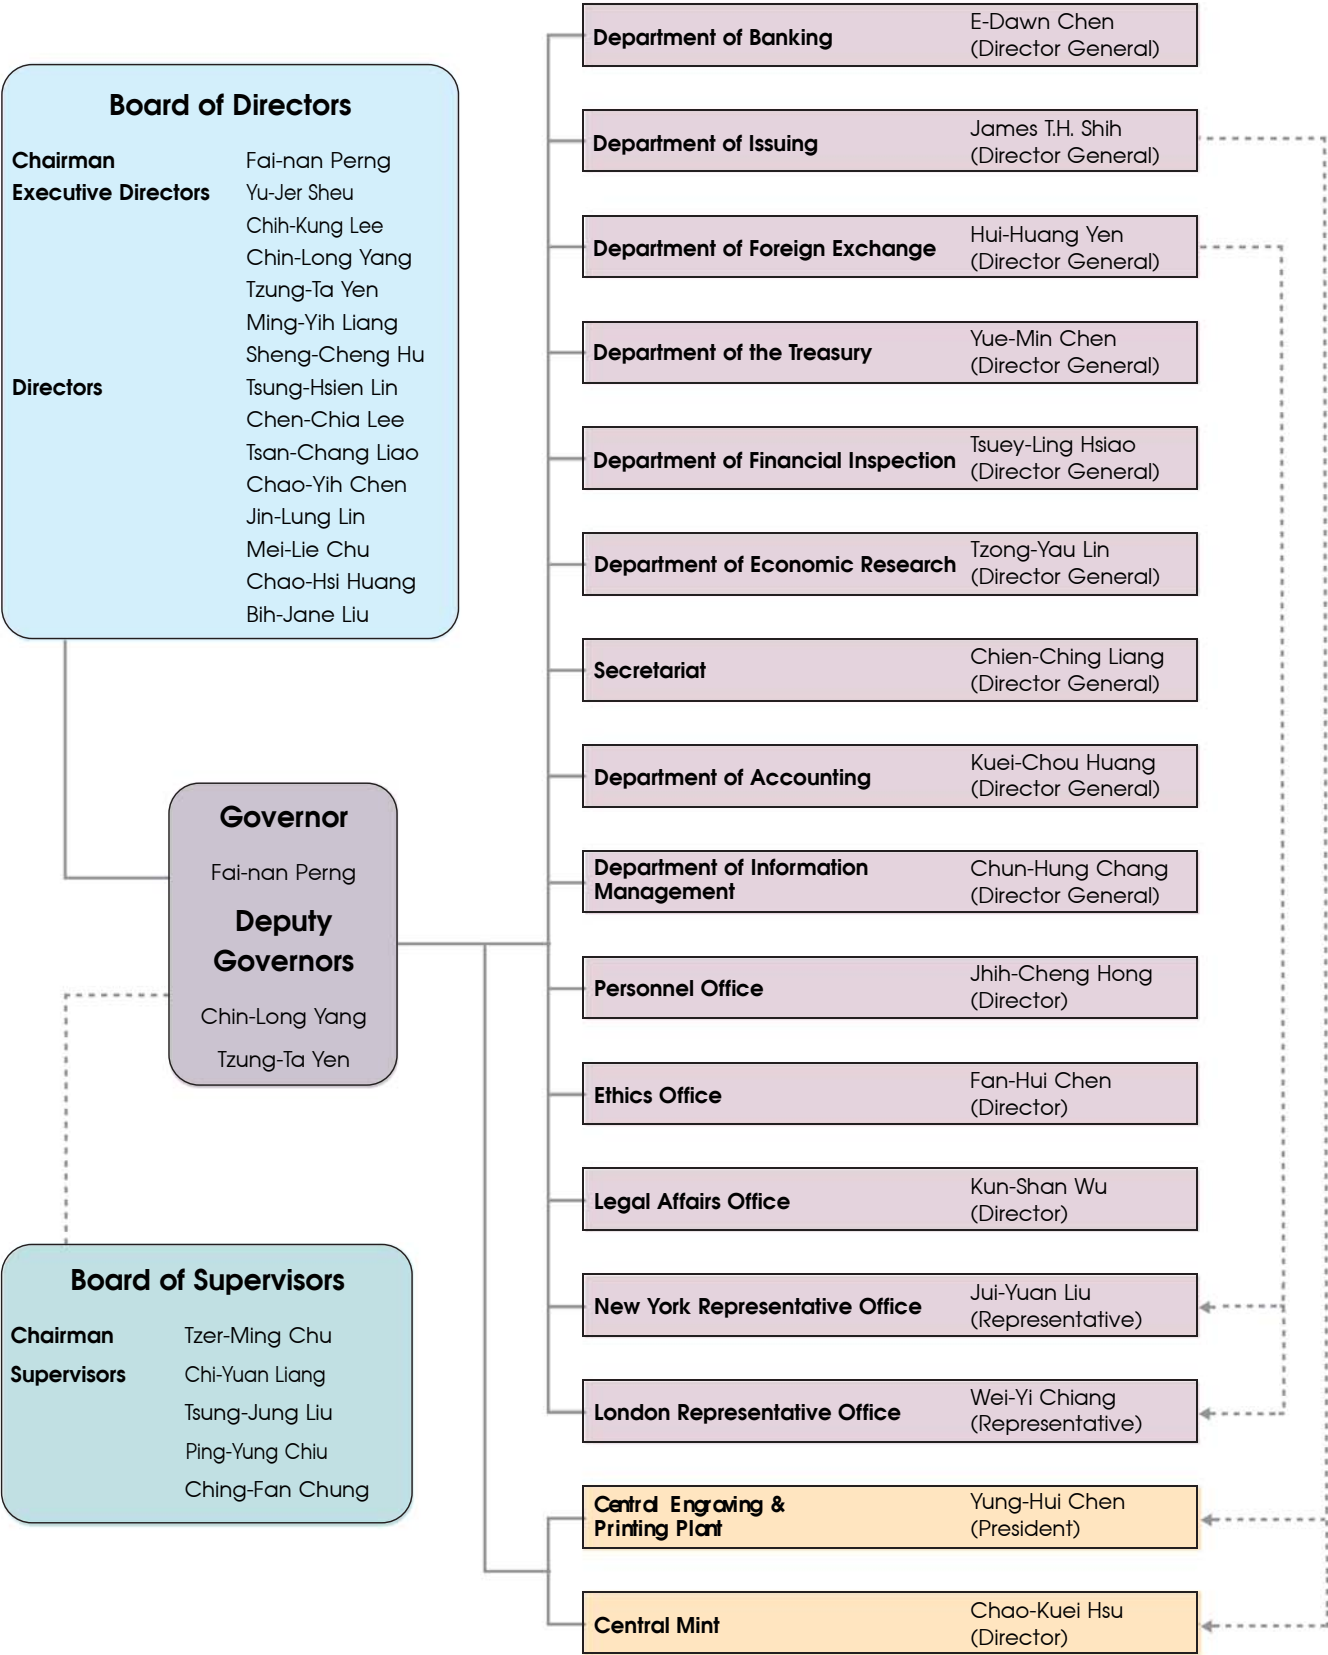 Board of Directors
Chairman Fai-nan Perng
Executive Directors Yu-Jer Sheu
Chih-Kung Lee
Chin-Long Yang
Tzung-Ta Yen
Ming-Yih Liang
Sheng-Cheng Hu
Directors Tsung-Hsien Lin
Chen-Chia Lee
Tsan-Chang Liao
Chao-Yih Chen
Jin-Lung Lin
Mei-Lie Chu
Chao-Hsi Huang
Bih-Jane Liu
Governor
Fai-nan Perng
Deputy
Governors
Chin-Long Yang
Tzung-Ta Yen
Board of Supervisors
Chairman Tzer-Ming Chu
Supervisors Chi-Yuan Liang
Tsung-Jung Liu
Ping-Yung Chiu
Ching-Fan Chung
Department of Banking
E-Dawn Chen
(Director General)
Department of Issuing
James T.H. Shih
(Director General)
Department of Foreign Exchange
Hui-Huang Yen
(Director General)
Department of the Treasury
Yue-Min Chen
(Director General)
Department of Financial Inspection
Tsuey-Ling Hsiao
(Director General)
Department of Economic Research
Tzong-Yau Lin
(Director General)
Secretariat
Chien-Ching Liang
(Director General)
Department of Accounting
Kuei-Chou Huang
(Director General)
Department of Information
Management
Chun-Hung Chang
(Director General)
Personnel Office
Jhih-Cheng Hong
(Director)
Ethics Office
Fan-Hui Chen
(Director)
Legal Affairs Office
Kun-Shan Wu
(Director)
New York Representative Office
Jui-Yuan Liu
(Representative)
London Representative Office
Wei-Yi Chiang
(Representative)
Central Engraving &
Printing Plant
Yung-Hui Chen
(President)
Central Mint
Chao-Kuei Hsu
(Director)